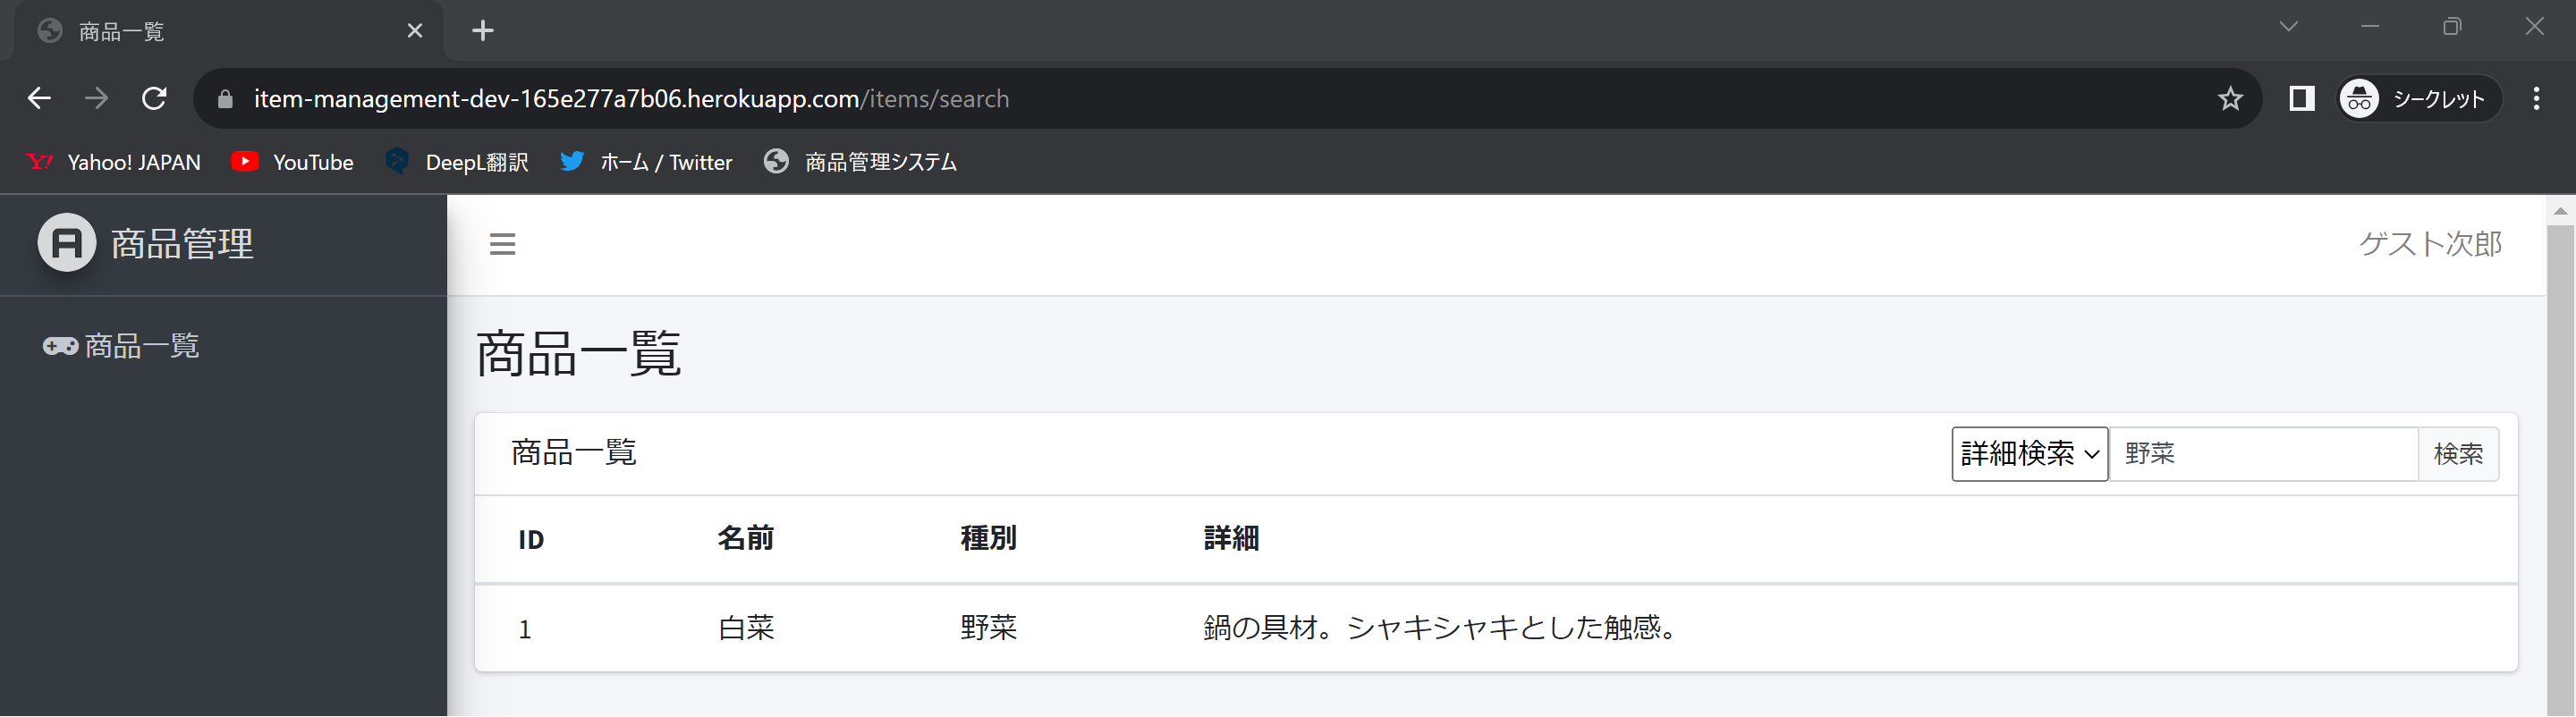 商品一覧
item-management-dev-165e277a7b06.herokuapp.com/items/search
シークレット
Yahoo! JAPAN YouTube DeepL翻訳 ホーム / Twitter 商品管理システム
商品管理
ゲスト次郎
商品一覧
商品一覧
商品一覧
詳細検索 野菜 検索
ID 名前 種別 詳細
1 白菜 野菜 鍋の具材。シャキシャキとした触感。